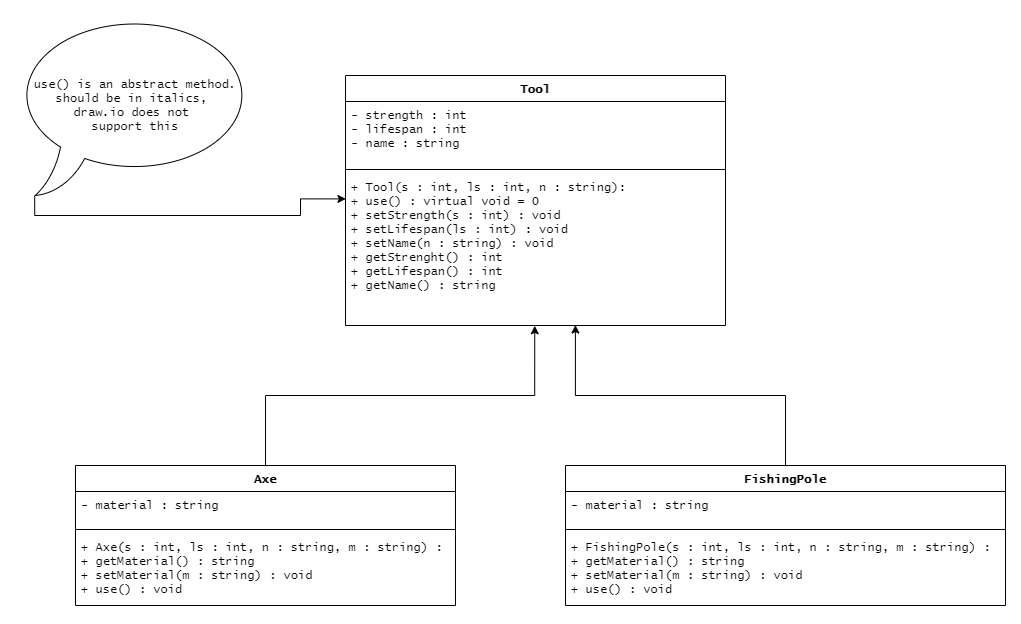 use() is an abstract method.
should be in italics,
draw.io does not
support this
Tool
- strength : int
- lifespan : int
- name : string
+ Tool(s : int, ls : int, n : string):
+ use() : virtual void = 0
+ setStrength(s : int) : void
+ setLifespan(ls : int) : void
+ setName(n : string) : void
+ getStrenght() : int
+ getLifespan() : int
+ getName() : string
Axe
- material : string
+ Axe(s : int, ls : int, n : string, m : string) :
+ getMaterial() : string
+ setMaterial(m : string) : void
+ use() : void
FishingPole
- material : string
+ FishingPole(s : int, ls : int, n : string, m : string) :
+ getMaterial() : string
+ setMaterial(m : string) : void
+ use() : void